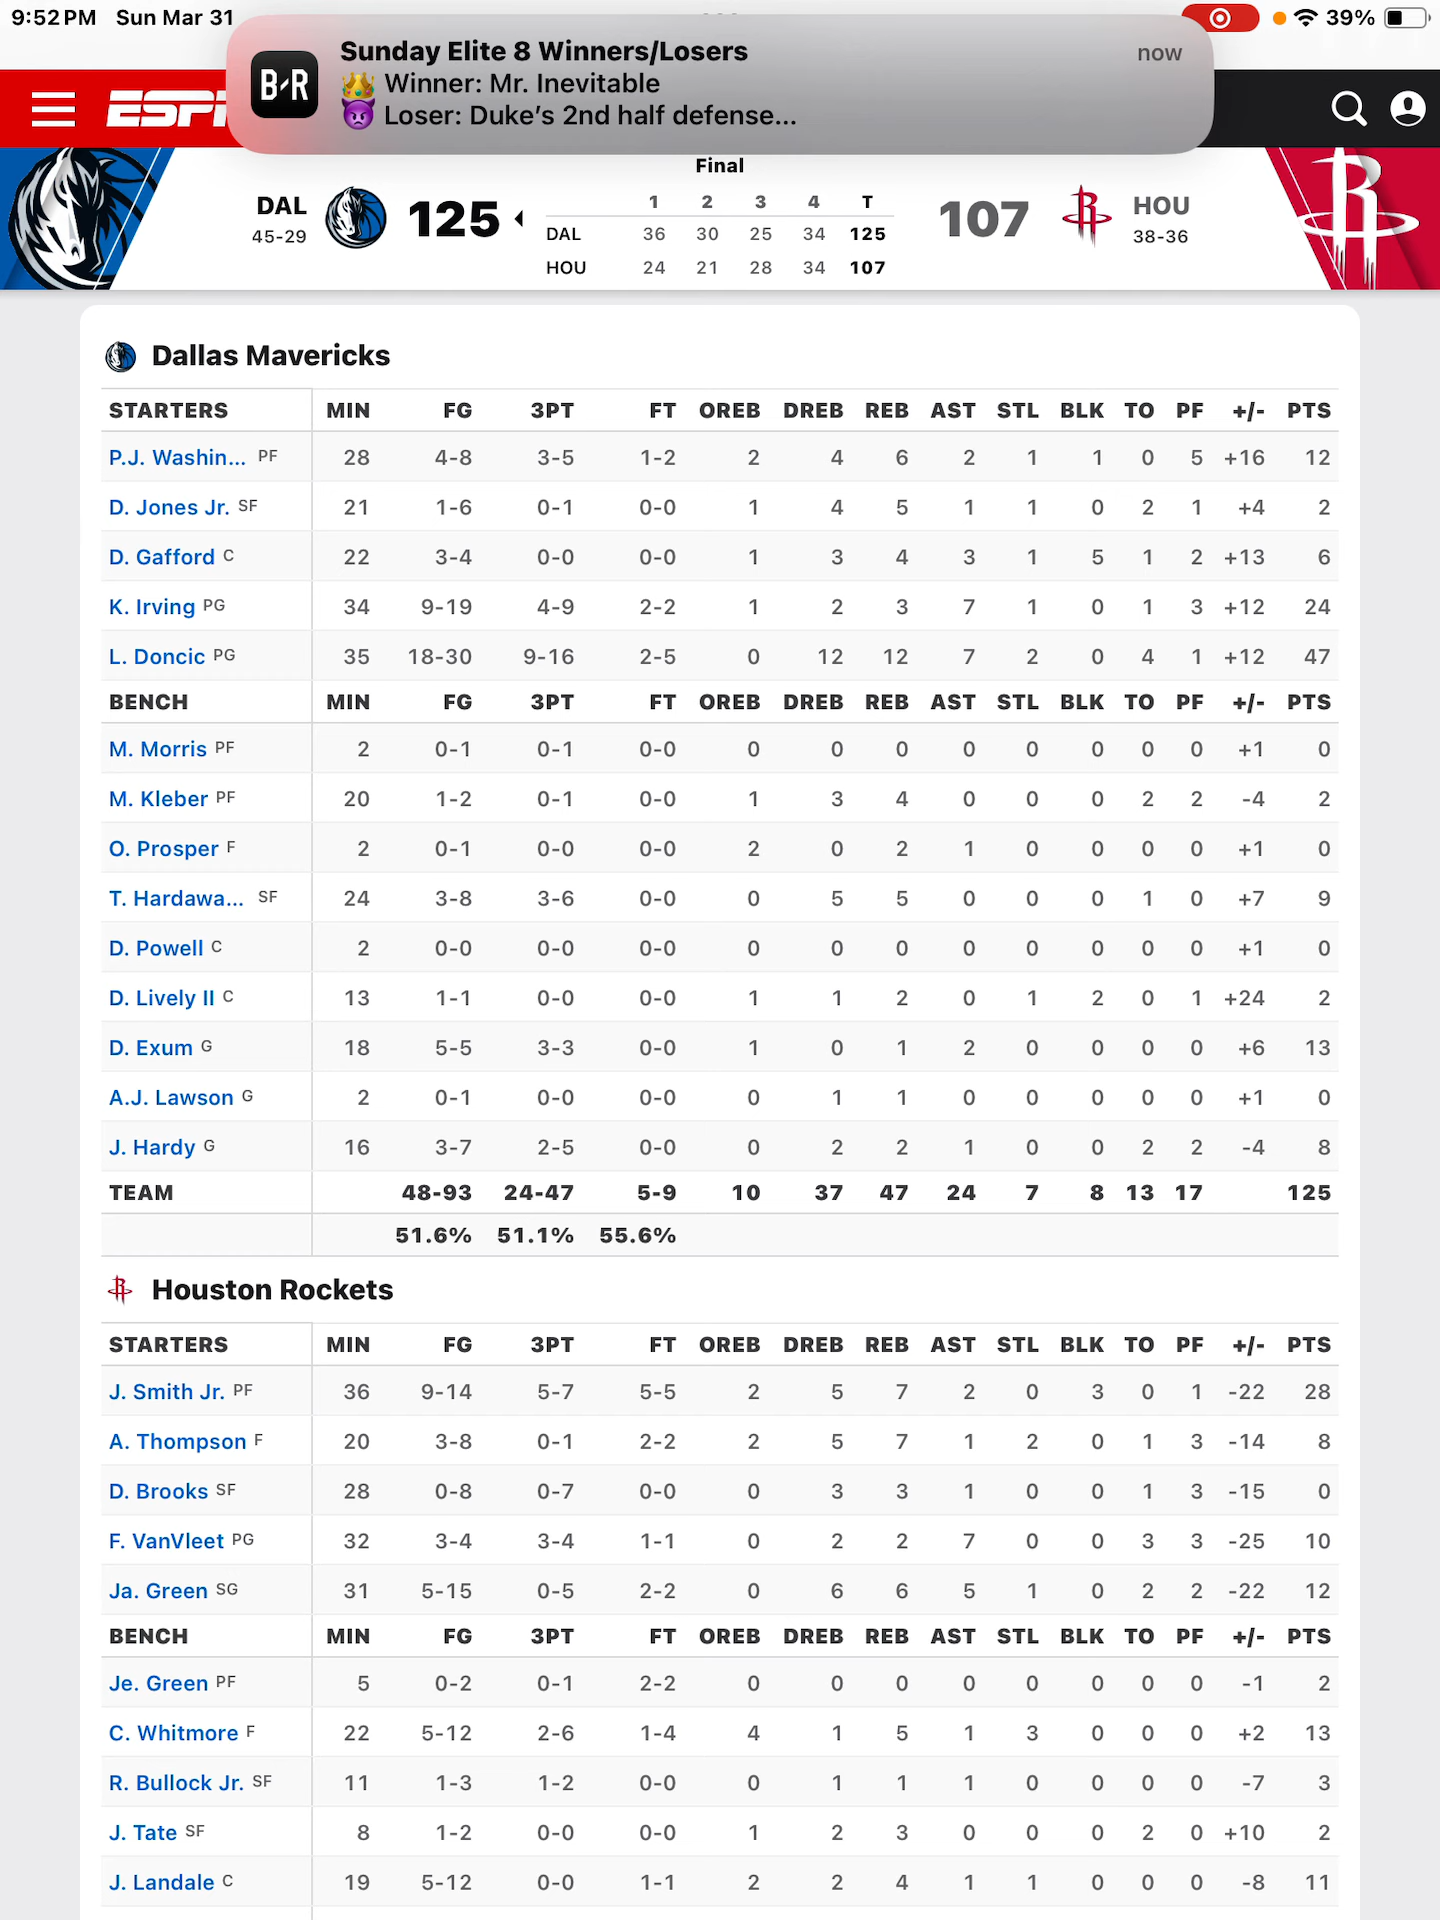 9:52 PM Sun Mar 31
39%
B R
Sunday Elite 8 Winners/Losers
now
👑 Winner: Mr. Inevitable
😈 Loser: Duke's 2nd half defense...
Final
DAL
45-29
125
1 2 3 4 T
DAL 36 30 25 34 125
HOU 24 21 28 34 107
107
HOU
38-36
Dallas Mavericks
STARTERS MIN FG 3PT FT OREB DREB REB AST STL BLK TO PF +/- PTS
P.J. Washin... PF 28 4-8 3-5 1-2 2 4 6 2 1 1 0 5 +16 12
D. Jones Jr. SF 21 1-6 0-1 0-0 1 4 5 1 1 0 2 1 +4 2
D. Gafford C 22 3-4 0-0 0-0 1 3 4 3 1 5 1 2 +13 6
K. Irving PG 34 9-19 4-9 2-2 1 2 3 7 1 0 1 3 +12 24
L. Doncic PG 35 18-30 9-16 2-5 0 12 12 7 2 0 4 1 +12 47
BENCH MIN FG 3PT FT OREB DREB REB AST STL BLK TO PF +/- PTS
M. Morris PF 2 0-1 0-1 0-0 0 0 0 0 0 0 0 0 +1 0
M. Kleber PF 20 1-2 0-1 0-0 1 3 4 0 0 0 2 2 -4 2
O. Prosper F 2 0-1 0-0 0-0 2 0 2 1 0 0 0 0 +1 0
T. Hardawa... SF 24 3-8 3-6 0-0 0 5 5 0 0 0 1 0 +7 9
D. Powell C 2 0-0 0-0 0-0 0 0 0 0 0 0 0 0 +1 0
D. Lively II C 13 1-1 0-0 0-0 1 1 2 0 1 2 0 1 +24 2
D. Exum G 18 5-5 3-3 0-0 1 0 1 2 0 0 0 0 +6 13
A.J. Lawson G 2 0-1 0-0 0-0 0 1 1 0 0 0 0 0 +1 0
J. Hardy G 16 3-7 2-5 0-0 0 2 2 1 0 0 2 2 -4 8
TEAM 48-93 24-47 5-9 10 37 47 24 7 8 13 17 125
51.6% 51.1% 55.6%
Houston Rockets
STARTERS MIN FG 3PT FT OREB DREB REB AST STL BLK TO PF +/- PTS
J. Smith Jr. PF 36 9-14 5-7 5-5 2 5 7 2 0 3 0 1 -22 28
A. Thompson F 20 3-8 0-1 2-2 2 5 7 1 2 0 1 3 -14 8
D. Brooks SF 28 0-8 0-7 0-0 0 3 3 1 0 0 1 3 -15 0
F. VanVleet PG 32 3-4 3-4 1-1 0 2 2 7 0 0 3 3 -25 10
Ja. Green SG 31 5-15 0-5 2-2 0 6 6 5 1 0 2 2 -22 12
BENCH MIN FG 3PT FT OREB DREB REB AST STL BLK TO PF +/- PTS
Je. Green PF 5 0-2 0-1 2-2 0 0 0 0 0 0 0 0 -1 2
C. Whitmore F 22 5-12 2-6 1-4 4 1 5 1 3 0 0 0 +2 13
R. Bullock Jr. SF 11 1-3 1-2 0-0 0 1 1 1 0 0 0 0 -7 3
J. Tate SF 8 1-2 0-0 0-0 1 2 3 0 0 0 2 0 +10 2
J. Landale C 19 5-12 0-0 1-1 2 2 4 1 1 0 0 0 -8 11